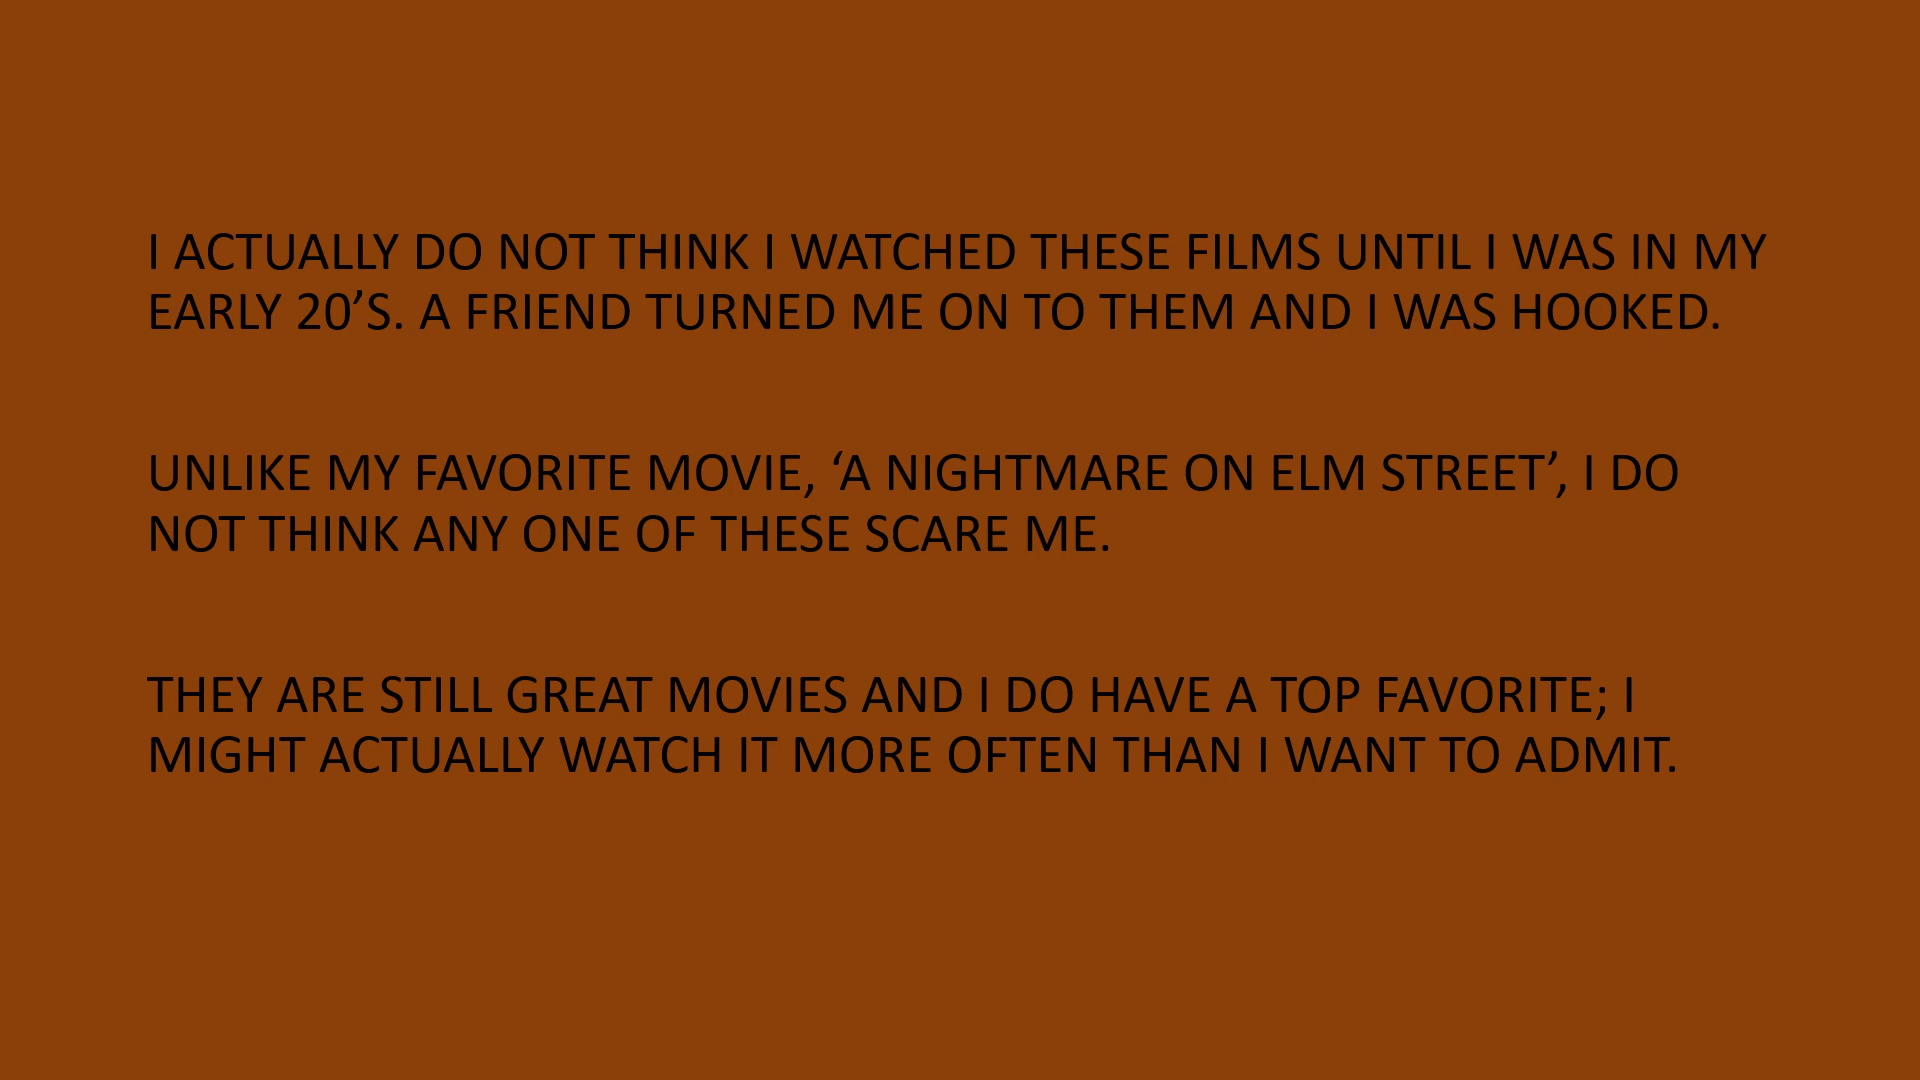 I ACTUALLY DO NOT THINK I WATCHED THESE FILMS UNTIL I WAS IN MY
EARLY 20’S. A FRIEND TURNED ME ON TO THEM AND I WAS HOOKED.
UNLIKE MY FAVORITE MOVIE, ‘A NIGHTMARE ON ELM STREET’, I DO
NOT THINK ANY ONE OF THESE SCARE ME.
THEY ARE STILL GREAT MOVIES AND I DO HAVE A TOP FAVORITE; I
MIGHT ACTUALLY WATCH IT MORE OFTEN THAN I WANT TO ADMIT.